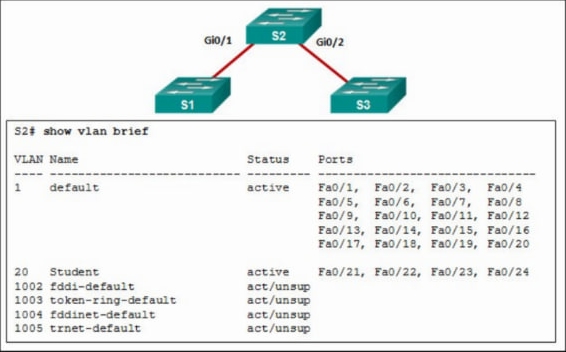 S2
Gi0/1
Gi0/2
S1
S3
S2# show vlan brief
VLAN Name Status Ports
---- -------------------------------- --------- -------------------------------
1 default active Fa0/1, Fa0/2, Fa0/3, Fa0/4
Fa0/5, Fa0/6, Fa0/7, Fa0/8
Fa0/9, Fa0/10, Fa0/11, Fa0/12
Fa0/13, Fa0/14, Fa0/15, Fa0/16
Fa0/17, Fa0/18, Fa0/19, Fa0/20
20 Student active Fa0/21, Fa0/22, Fa0/23, Fa0/24
1002 fddi-default act/unsup
1003 token-ring-default act/unsup
1004 fddinet-default act/unsup
1005 trnet-default act/unsup